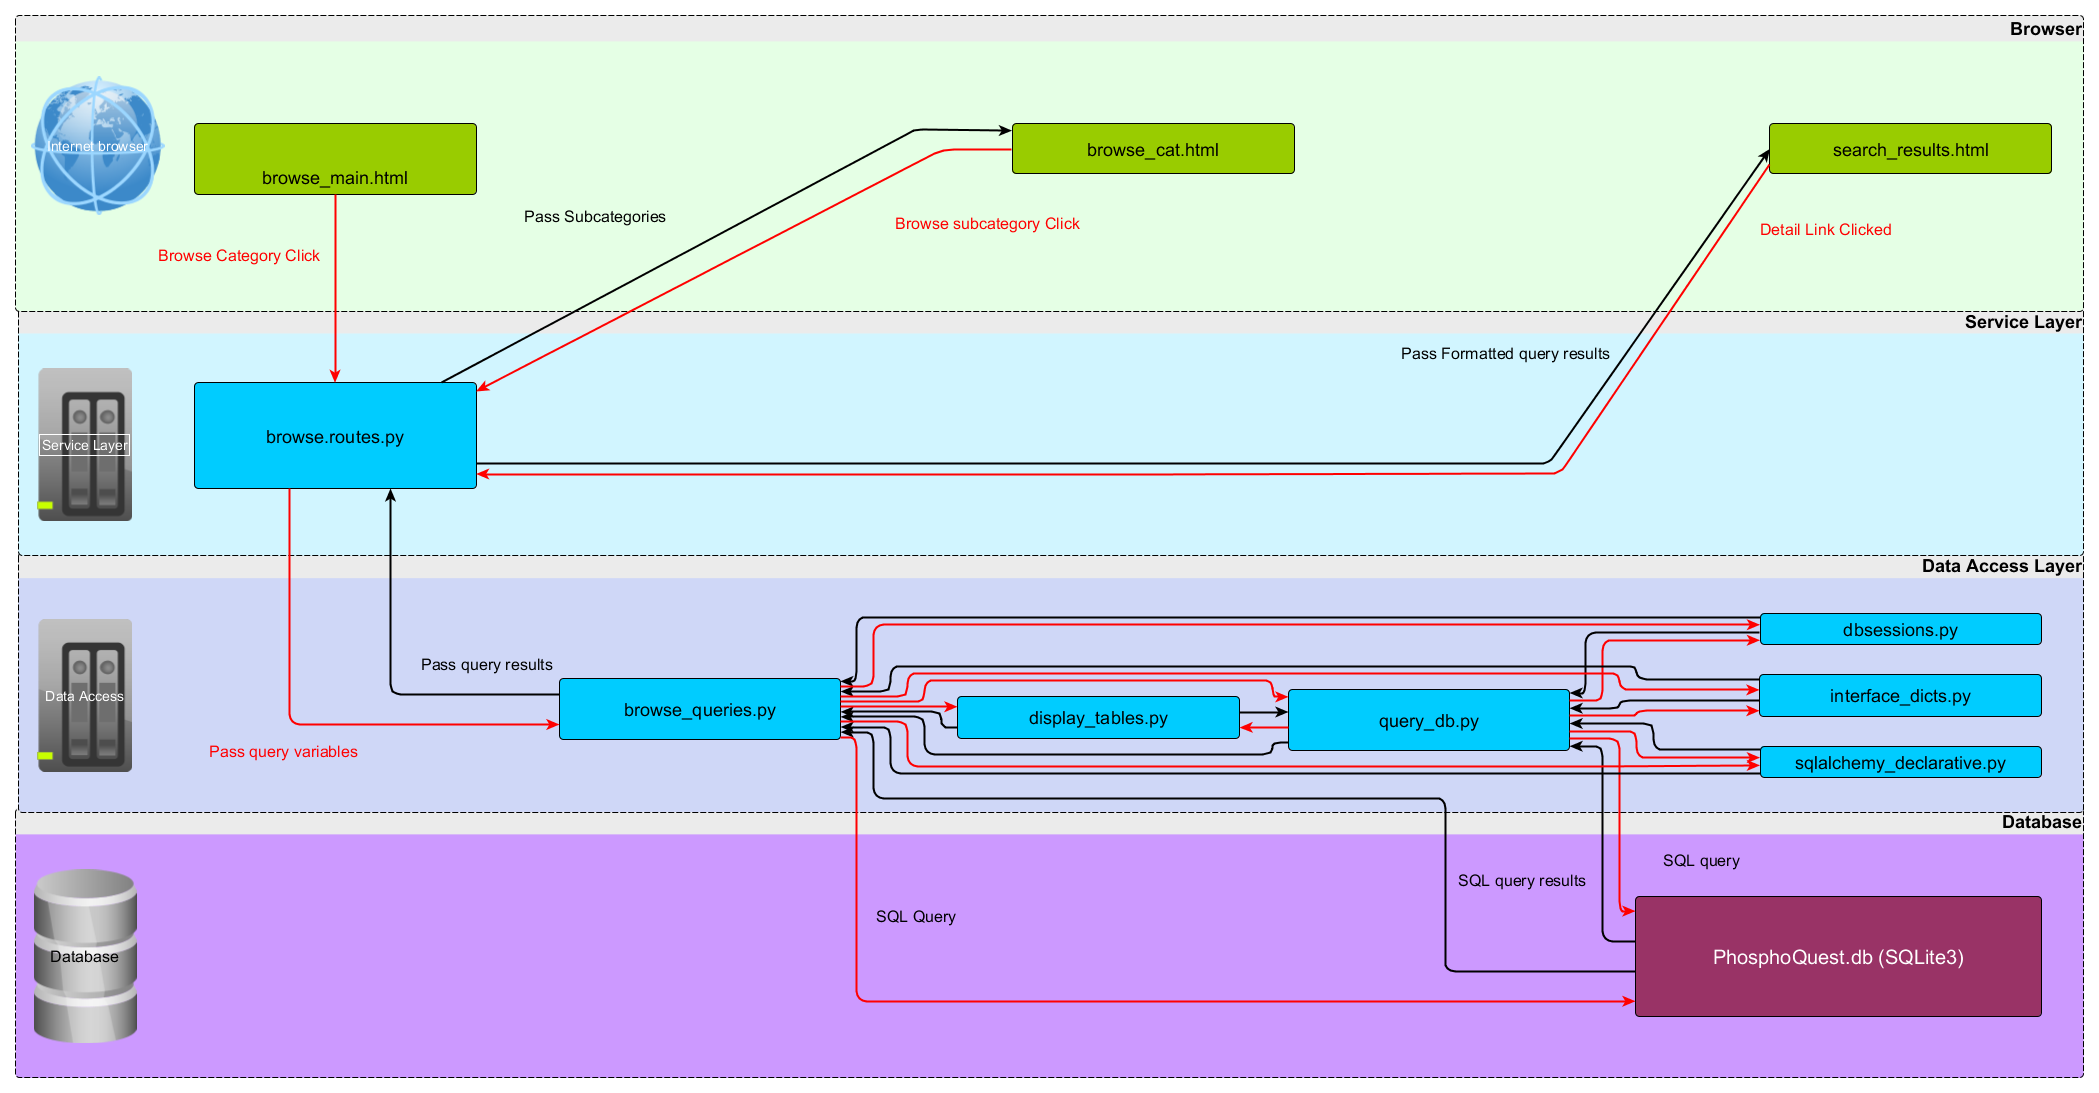 Browser
Internet browser
browse_main.html
browse_cat.html
search_results.html
Pass Subcategories
Browse subcategory Click
Detail Link Clicked
Browse Category Click
Service Layer
Pass Formatted query results
browse.routes.py
Service Layer
Data Access Layer
dbsessions.py
Pass query results
Data Access
browse_queries.py
display_tables.py
query_db.py
interface_dicts.py
Pass query variables
sqlalchemy_declarative.py
Database
SQL query
SQL query results
SQL Query
Database
PhosphoQuest.db (SQLite3)